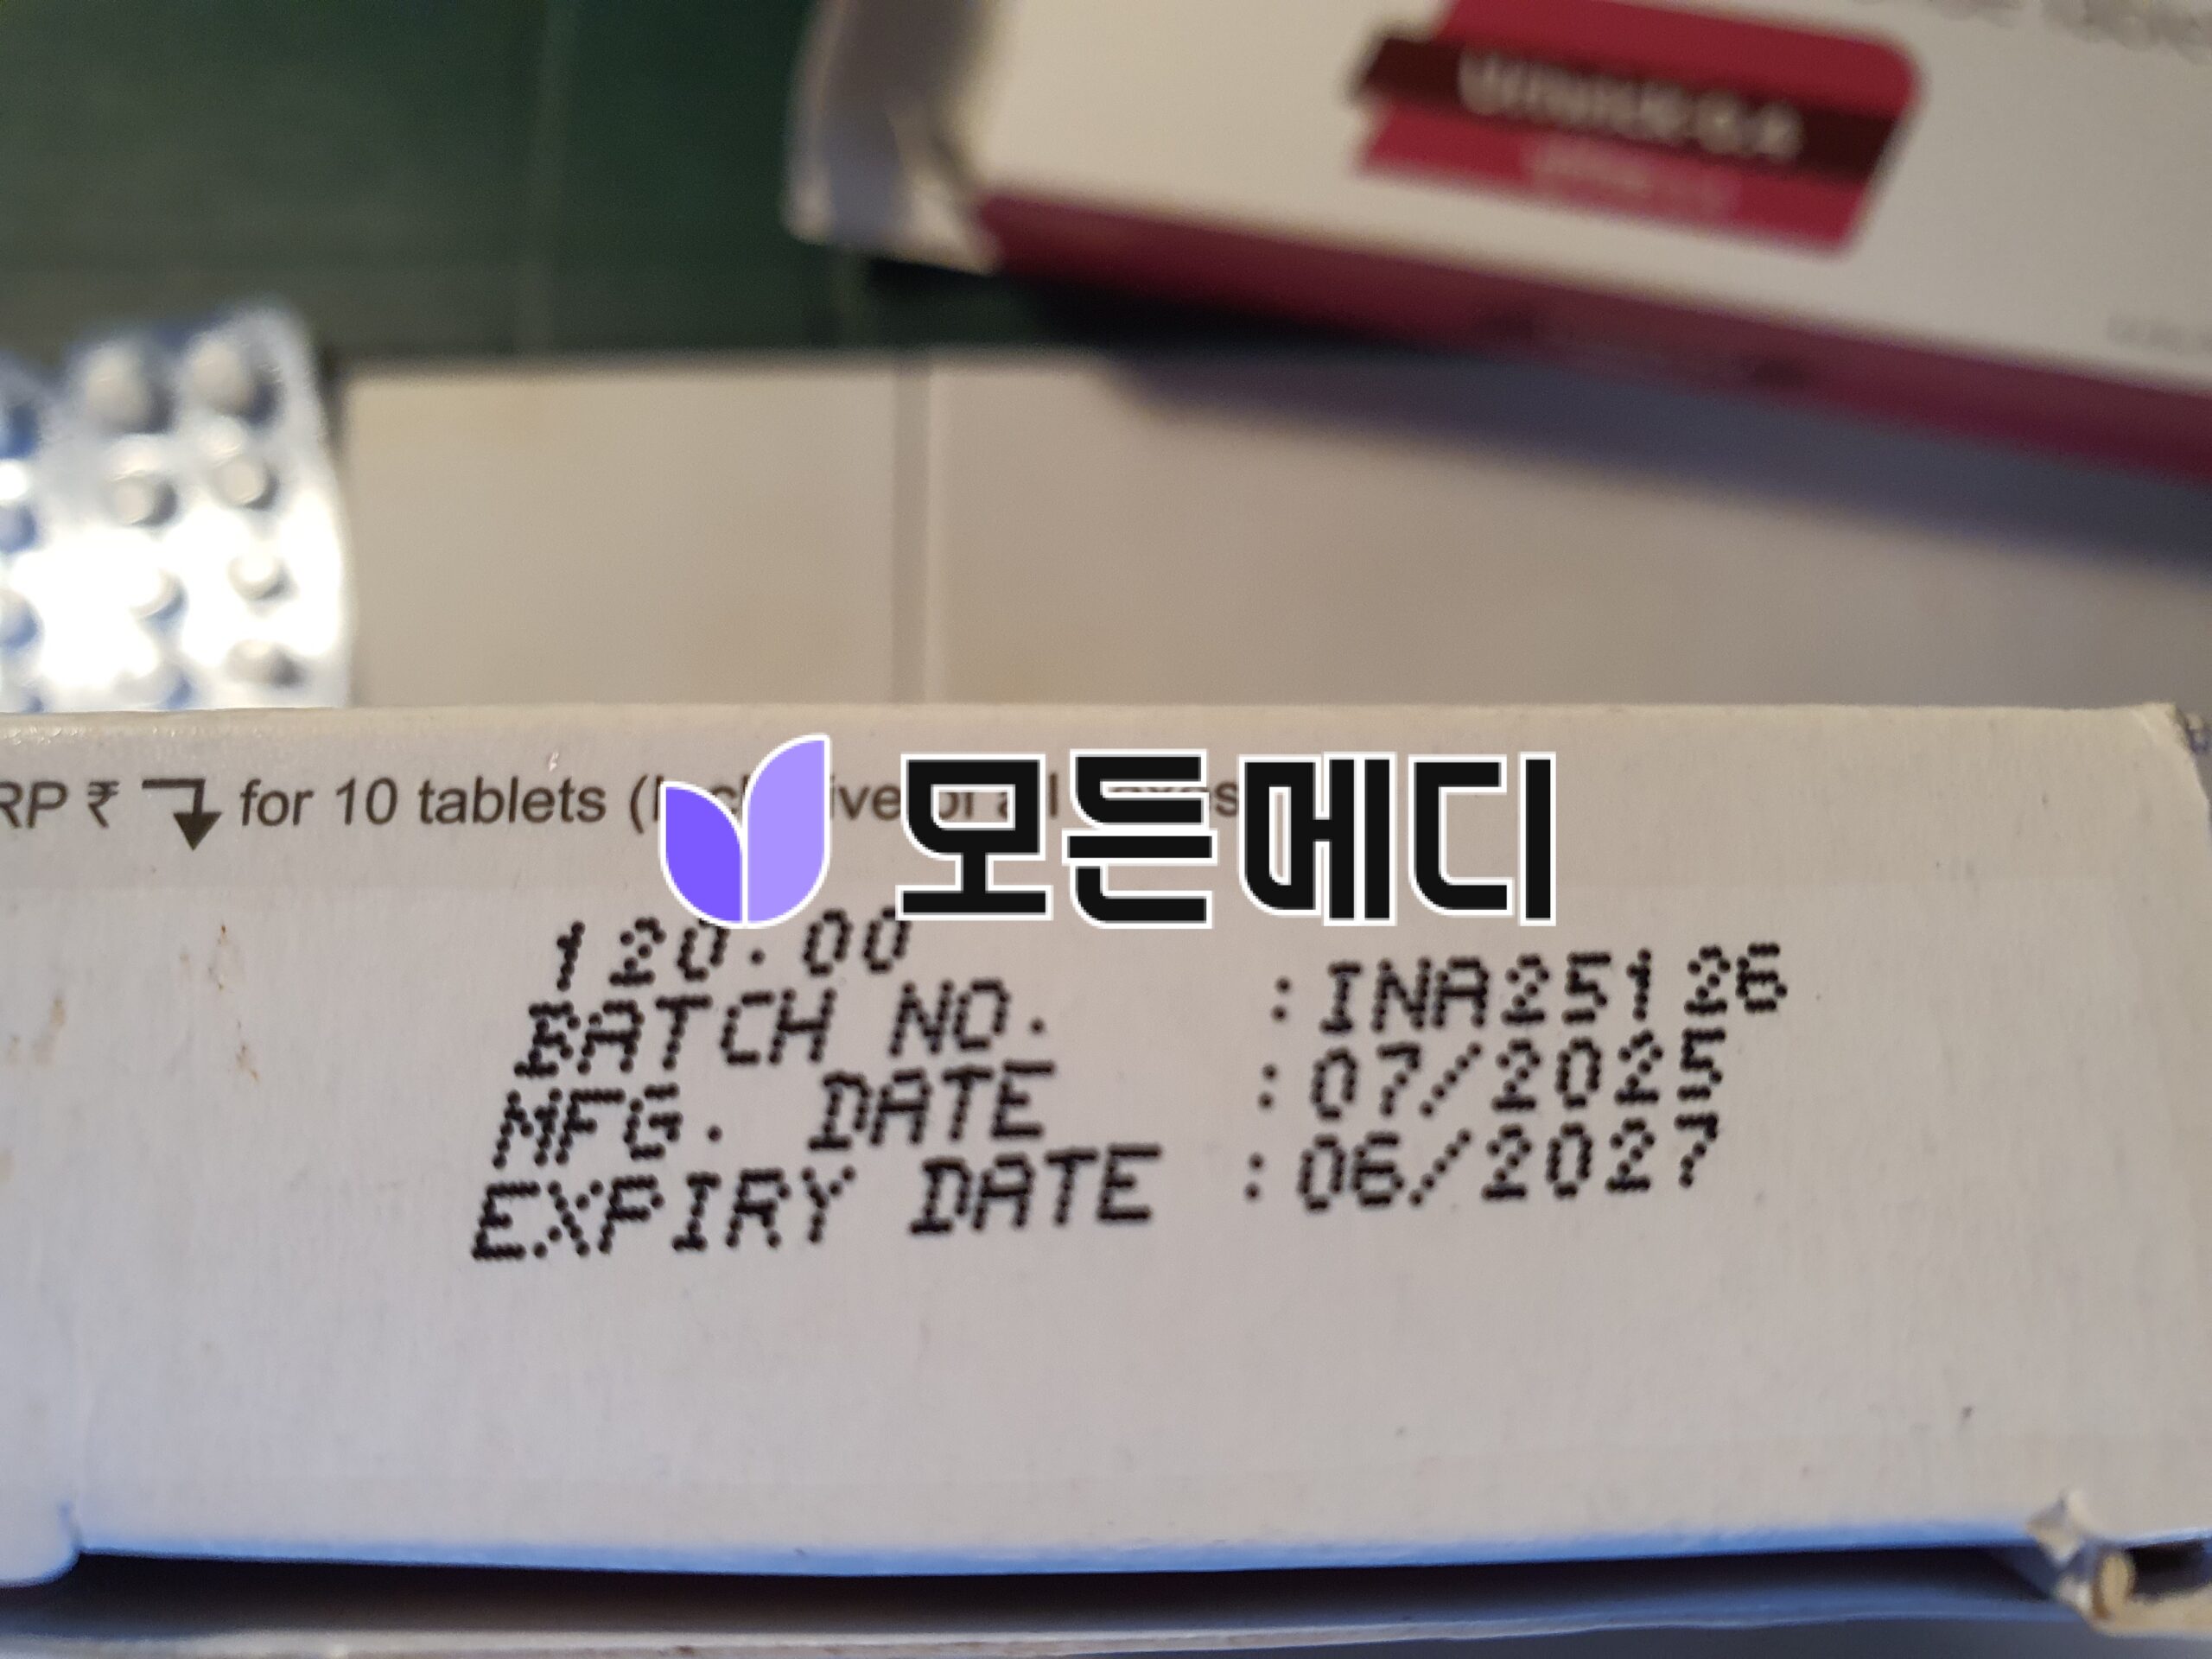 RP ₹ for 10 tablets (
모든메디
120.00
BATCH NO. : INA25126
MFG. DATE : 07/2025
EXPIRY DATE : 06/2027